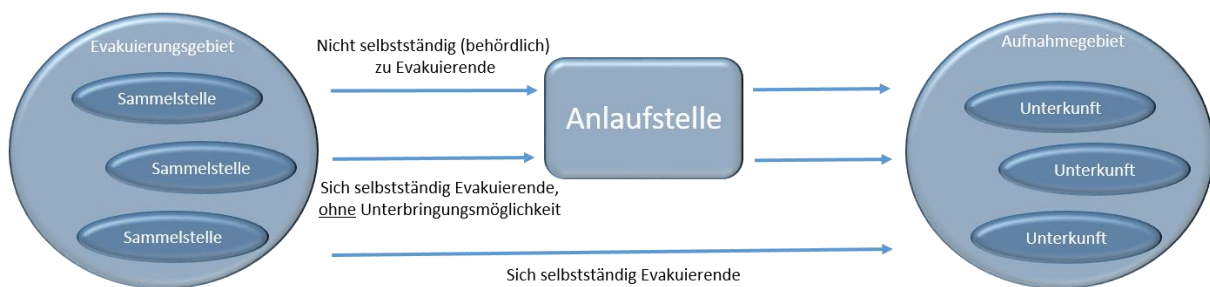 Evakuierungsgebiet
Sammelstelle
Sammelstelle
Sammelstelle
Nicht selbstständig (behördlich)
zu Evakuierende
Sich selbstständig Evakuierende,
ohne Unterbringungsmöglichkeit
Sich selbstständig Evakuierende
Anlaufstelle
Aufnahmegebiet
Unterkunft
Unterkunft
Unterkunft